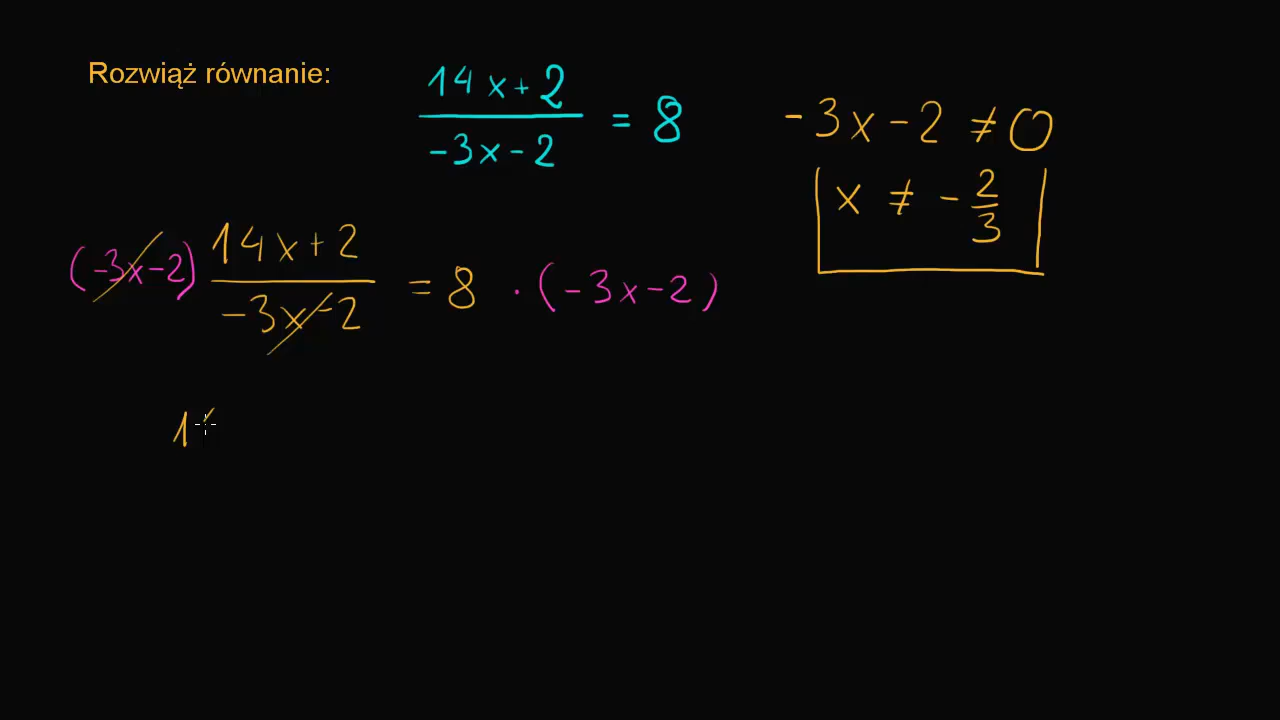 Rozwiąż równanie:
14x+2
-3x-2
= 8
-3x-2 ≠ 0
x ≠ - 2/3
(-3x-2) 14x+2
-3x-2
= 8 · (-3x-2)
1